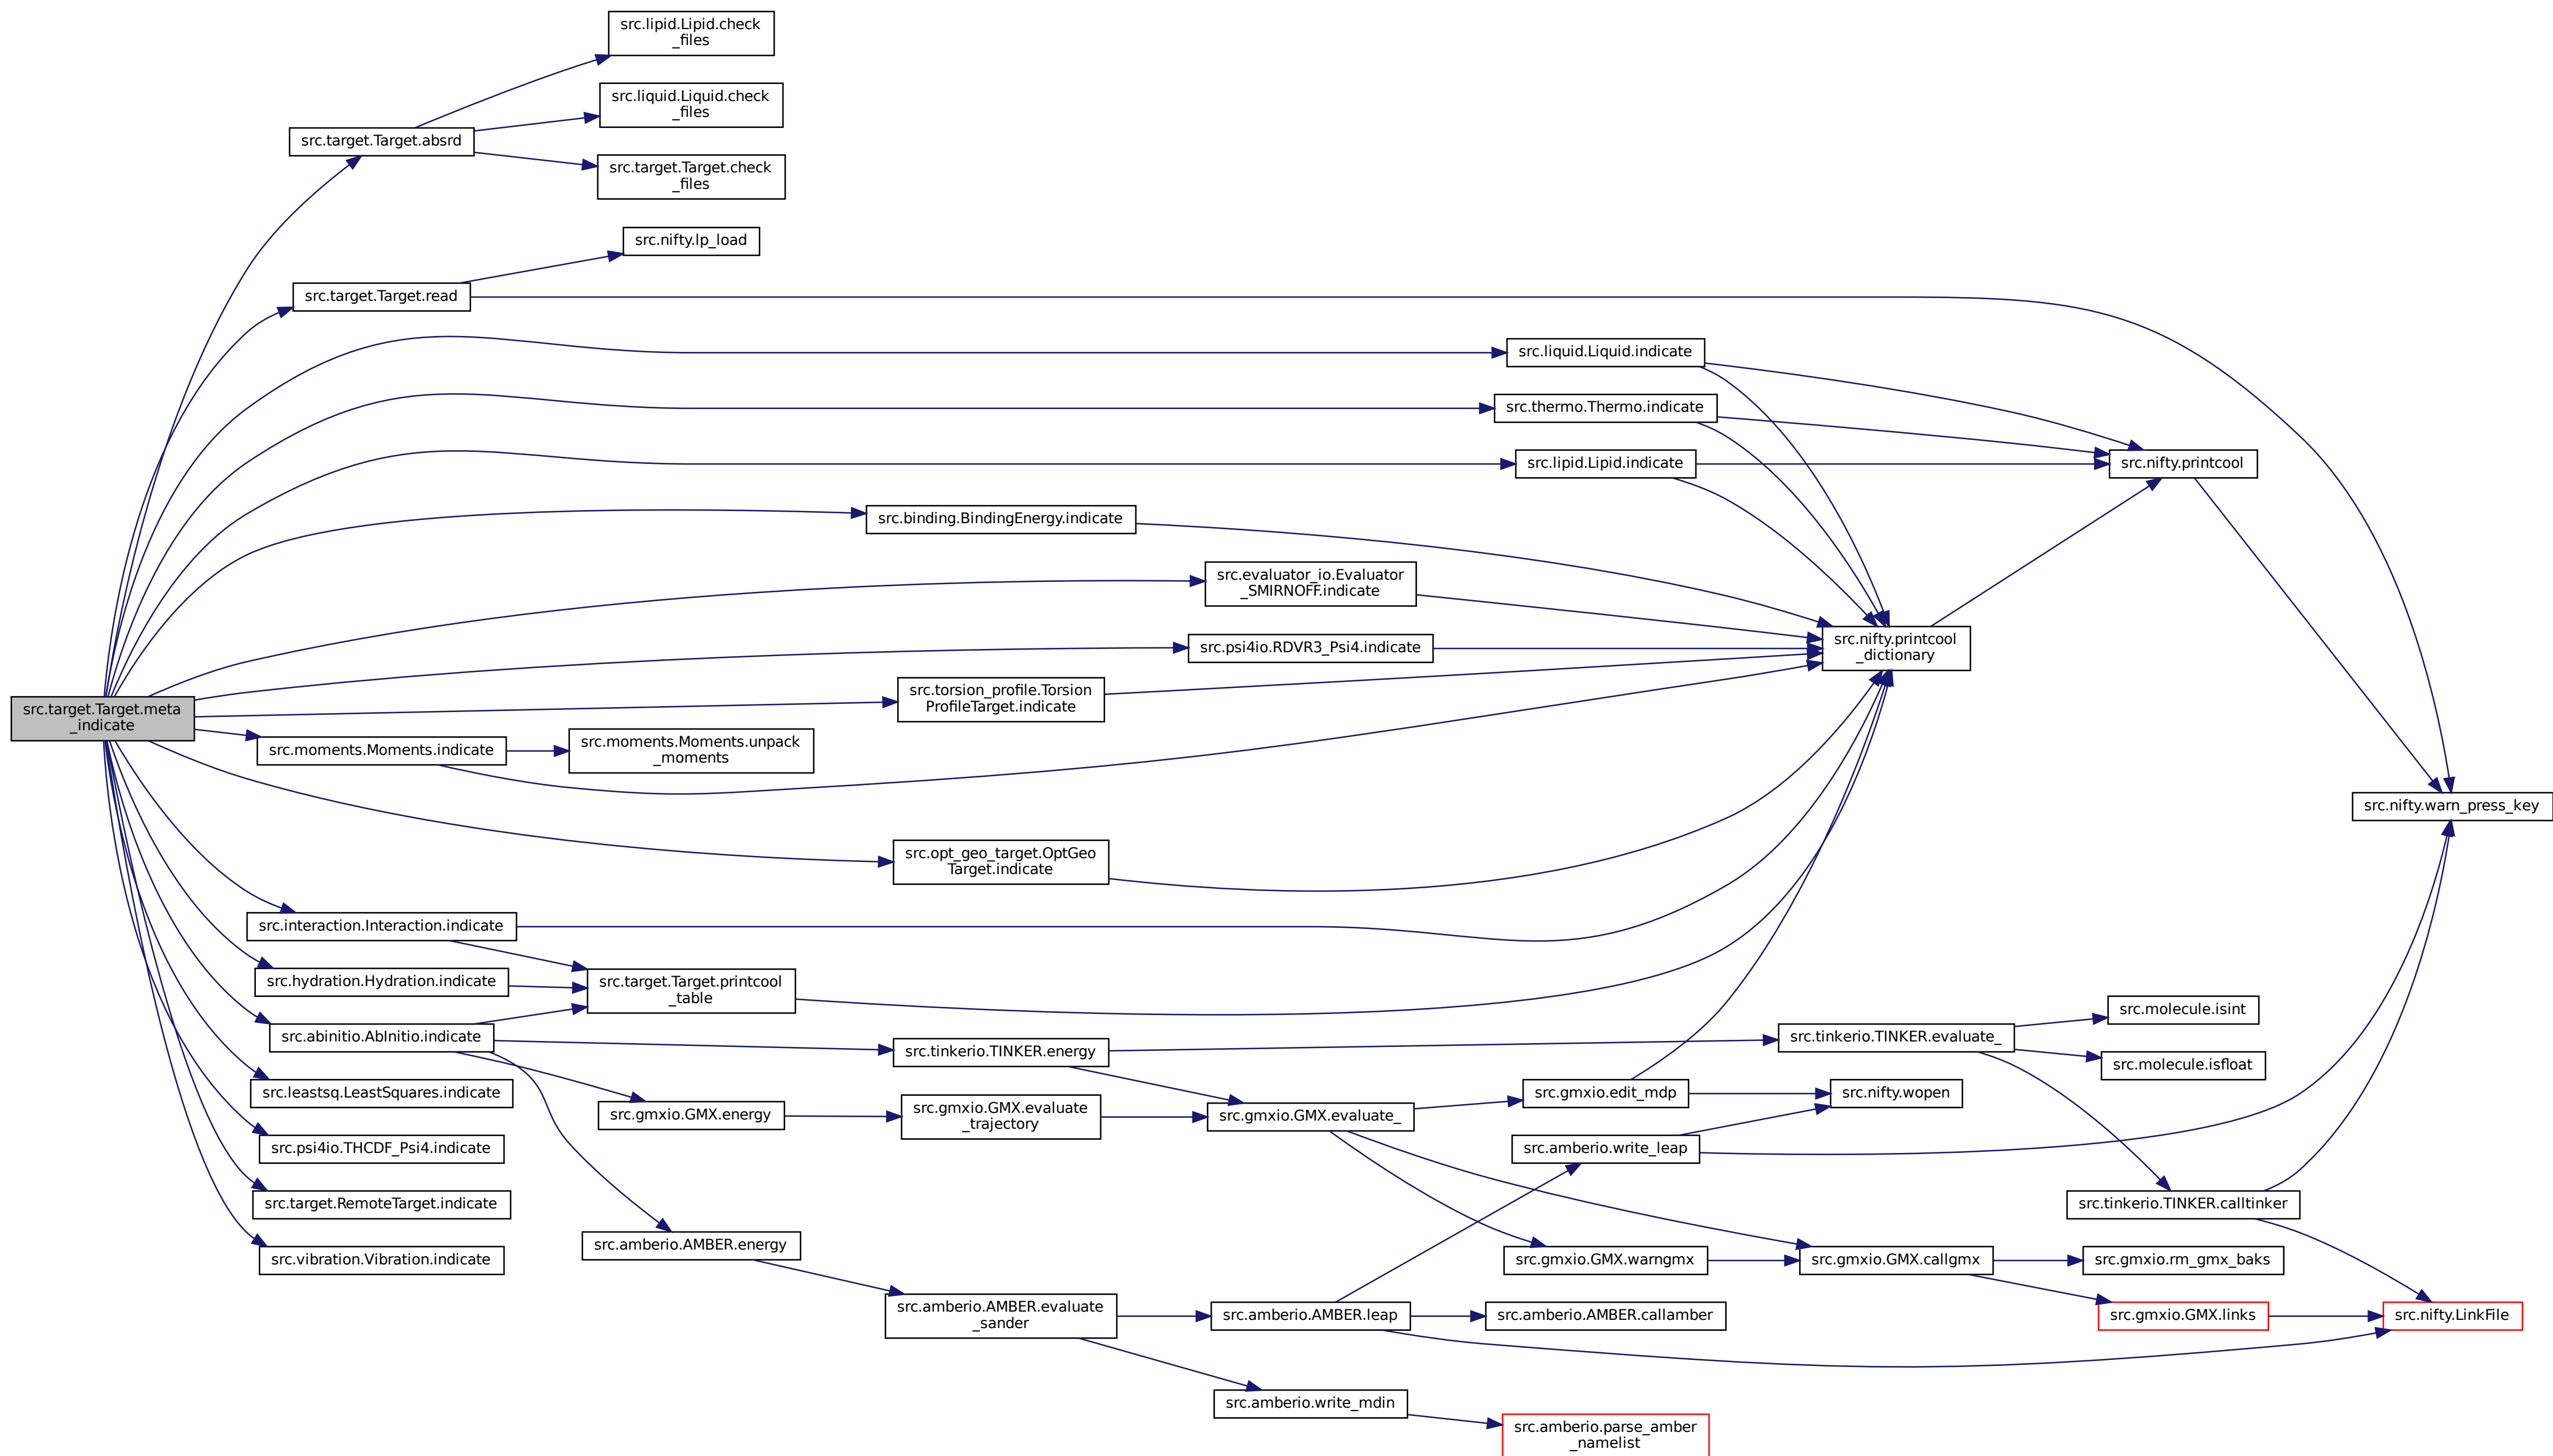 src.lipid.Lipid.check
_files
src.liquid.Liquid.check
_files
src.target.Target.absrd
src.target.Target.check
_files
src.nifty.lp_load
src.target.Target.read
src.liquid.Liquid.indicate
src.thermo.Thermo.indicate
src.lipid.Lipid.indicate
src.nifty.printcool
src.binding.BindingEnergy.indicate
src.evaluator_io.Evaluator
_SMIRNOFF.indicate
src.psi4io.RDVR3_Psi4.indicate
src.nifty.printcool
_dictionary
src.torsion_profile.Torsion
ProfileTarget.indicate
src.target.Target.meta
_indicate
src.moments.Moments.indicate
src.moments.Moments.unpack
_moments
src.nifty.warn_press_key
src.opt_geo_target.OptGeo
Target.indicate
src.interaction.Interaction.indicate
src.hydration.Hydration.indicate
src.target.Target.printcool
_table
src.molecule.isint
src.abinitio.AbInitio.indicate
src.tinkerio.TINKER.energy
src.tinkerio.TINKER.evaluate_
src.molecule.isfloat
src.leastsq.LeastSquares.indicate
src.gmxio.GMX.energy
src.gmxio.GMX.evaluate
_trajectory
src.gmxio.GMX.evaluate_
src.gmxio.edit_mdp
src.nifty.wopen
src.psi4io.THCDF_Psi4.indicate
src.amberio.write_leap
src.target.RemoteTarget.indicate
src.tinkerio.TINKER.calltinker
src.vibration.Vibration.indicate
src.amberio.AMBER.energy
src.gmxio.GMX.warngmx
src.gmxio.GMX.callgmx
src.gmxio.rm_gmx_baks
src.amberio.AMBER.evaluate
_sander
src.amberio.AMBER.leap
src.amberio.AMBER.callamber
src.gmxio.GMX.links
src.nifty.LinkFile
src.amberio.write_mdin
src.amberio.parse_amber
_namelist